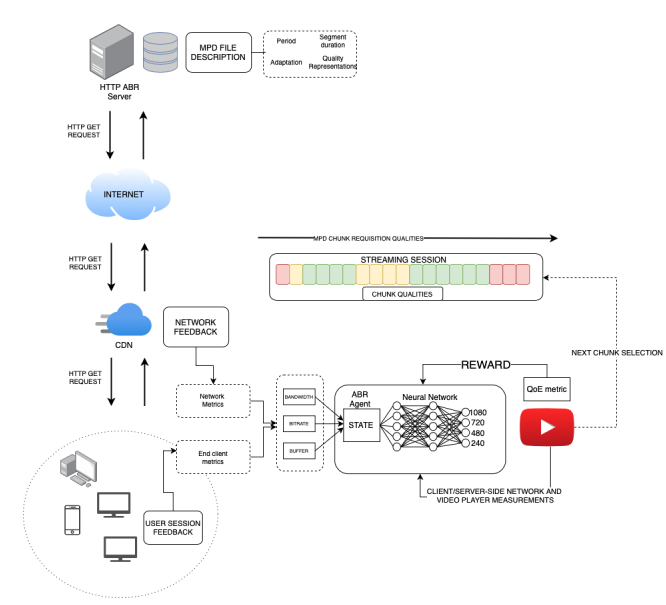 MPD FILE
DESCRIPTION
Period
Segment
duration
Adaptation
Quality
Representations
HTTP ABR
Server
HTTP GET
REQUEST
INTERNET
MPD CHUNK REQUISITION QUALITIES
HTTP GET
REQUEST
STREAMING SESSION
CHUNK QUALITIES
NETWORK
FEEDBACK
CDN
NEXT CHUNK SELECTION
HTTP GET
REQUEST
REWARD
QoE metric
Network
Metrics
BANDWIDTH
BITRATE
BUFFER
ABR
Agent
STATE
Neural Network
1080
720
480
240
End client
metrics
CLIENT/SERVER-SIDE NETWORK AND
VIDEO PLAYER MEASUREMENTS
USER SESSION
FEEDBACK